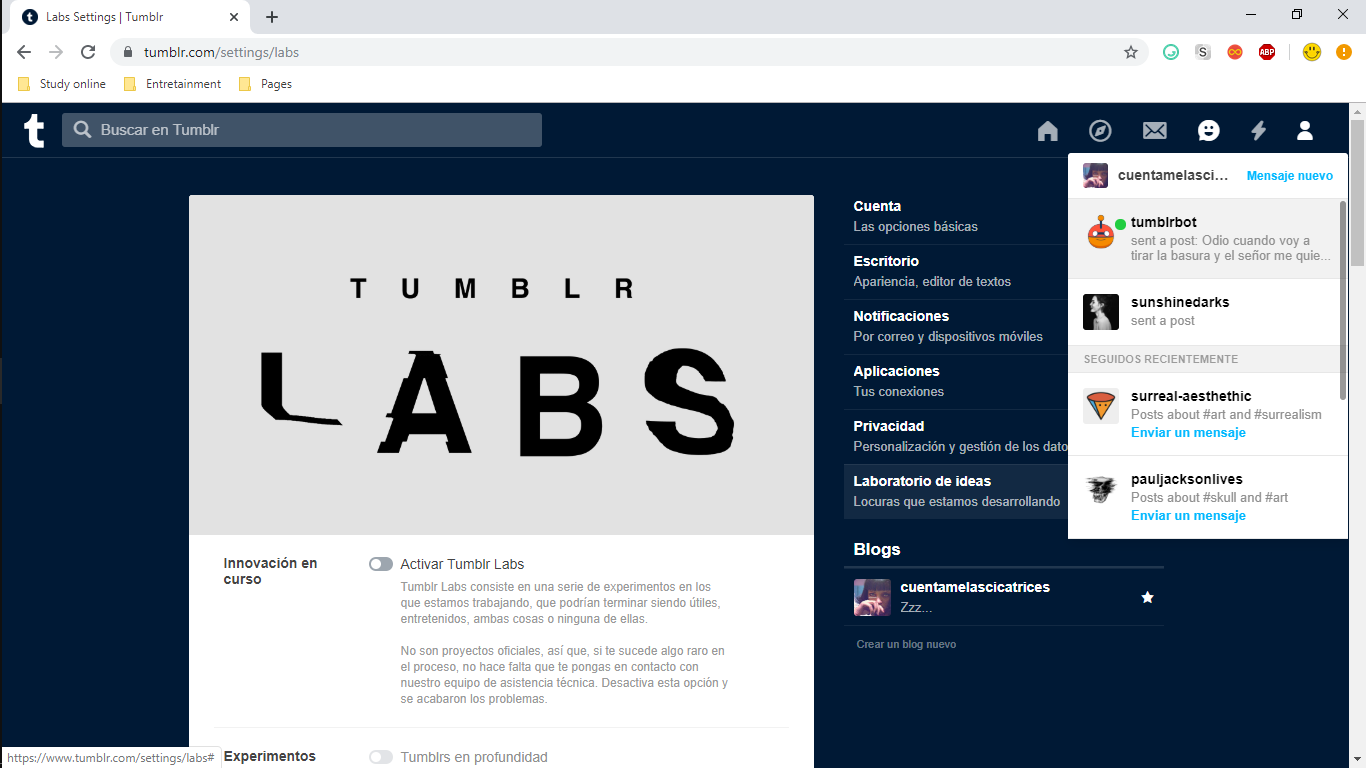 Labs Settings | Tumblr
tumblr.com/settings/labs
S
ABP
Study online
Entretainment
Pages
t
Buscar en Tumblr
cuentamelasci...
Mensaje nuevo
tumblrbot
sent a post: Odio cuando voy a
tirar la basura y el señor me quie...
sunshinedarks
sent a post
SEGUIDOS RECIENTEMENTE
surreal-aesthethic
Posts about #art and #surrealism
Enviar un mensaje
pauljacksonlives
Posts about #skull and #art
Enviar un mensaje
TUMBLR
LABS
Innovación en
curso
Activar Tumblr Labs
Tumblr Labs consiste en una serie de experimentos en los
que estamos trabajando, que podrían terminar siendo útiles,
entretenidos, ambas cosas o ninguna de ellas.
No son proyectos oficiales, así que, si te sucede algo raro en
el proceso, no hace falta que te pongas en contacto con
nuestro equipo de asistencia técnica. Desactiva esta opción y
se acabaron los problemas.
Experimentos
Tumblrs en profundidad
Cuenta
Las opciones básicas
Escritorio
Apariencia, editor de textos
Notificaciones
Por correo y dispositivos móviles
Aplicaciones
Tus conexiones
Privacidad
Personalización y gestión de los dato
Laboratorio de ideas
Locuras que estamos desarrollando
Blogs
cuentamelascicatrices
Zzz...
Crear un blog nuevo
https://www.tumblr.com/settings/labs#